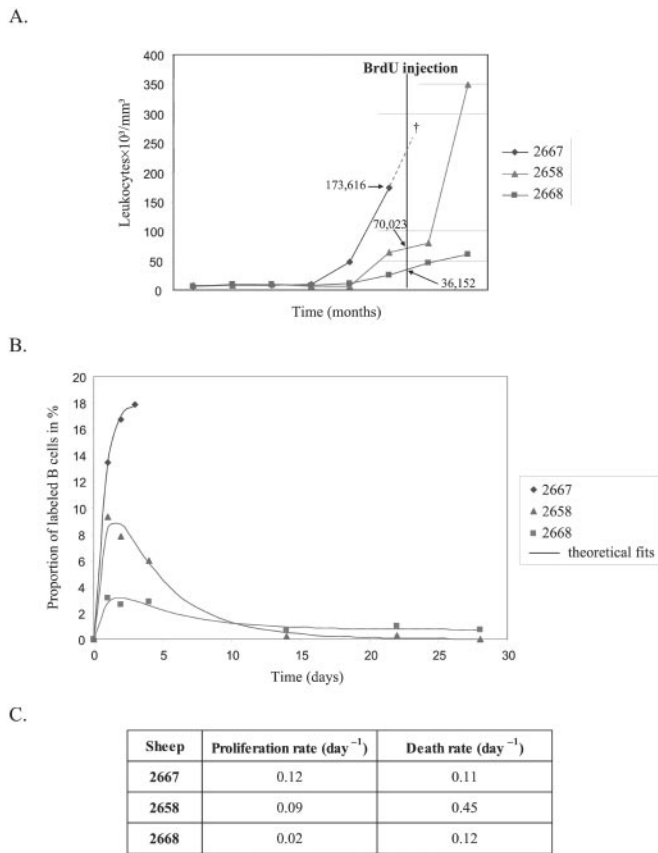 A.
BrdU injection
400
350
300
250
200
150
100
50
0
Leukocytes×10³/mm³
173,616
†
70,023
36,152
Time (months)
2667
2658
2668
B.
20
18
16
14
12
10
8
6
4
2
0
Proportion of labeled B cells in %
0 5 10 15 20 25 30
Time (days)
2667
2658
2668
theoretical fits
C.
Sheep Proliferation rate (day ⁻¹) Death rate (day ⁻¹)
2667 0.12 0.11
2658 0.09 0.45
2668 0.02 0.12